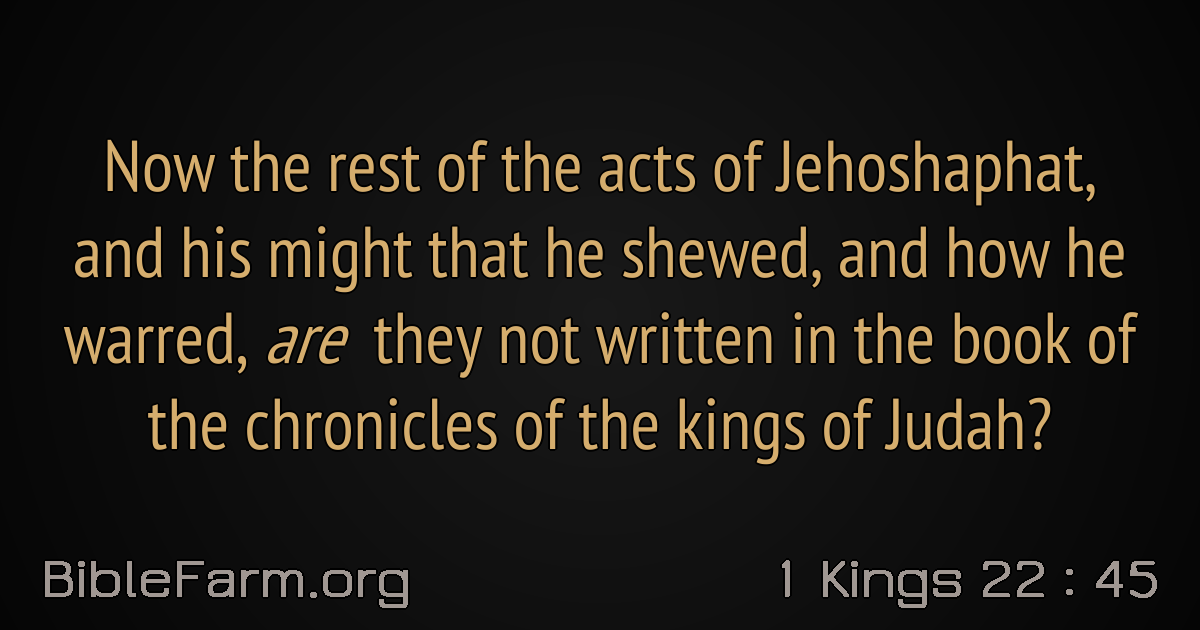 Now the rest of the acts of Jehoshaphat,
and his might that he shewed, and how he
warred, are they not written in the book of
the chronicles of the kings of Judah?
BibleFarm.org
1 Kings 22 : 45